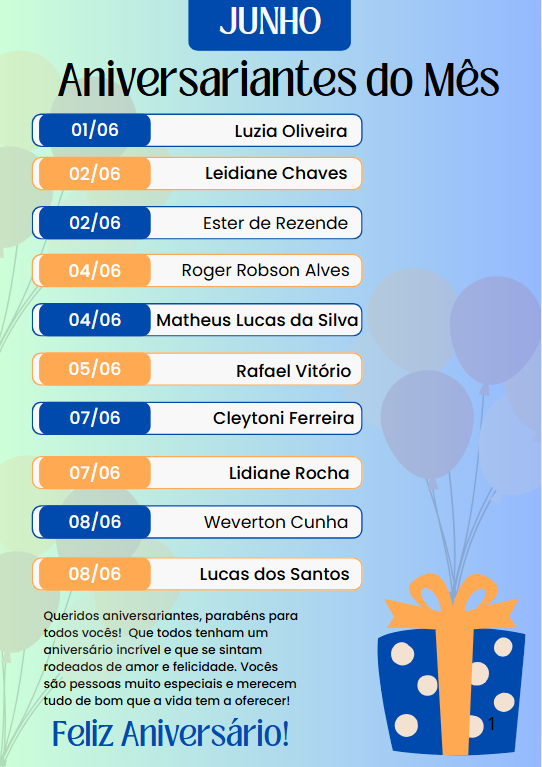 JUNHO
Aniversariantes do Mês
01/06 Luzia Oliveira
02/06 Leidiane Chaves
02/06 Ester de Rezende
04/06 Roger Robson Alves
04/06 Matheus Lucas da Silva
05/06 Rafael Vitório
07/06 Cleytoni Ferreira
07/06 Lidiane Rocha
08/06 Weverton Cunha
08/06 Lucas dos Santos
Queridos aniversariantes, parabéns para
todos vocês! Que todos tenham um
aniversário incrível e que se sintam
rodeados de amor e felicidade. Vocês
são pessoas muito especiais e merecem
tudo de bom que a vida tem a oferecer!
Feliz Aniversário!
1